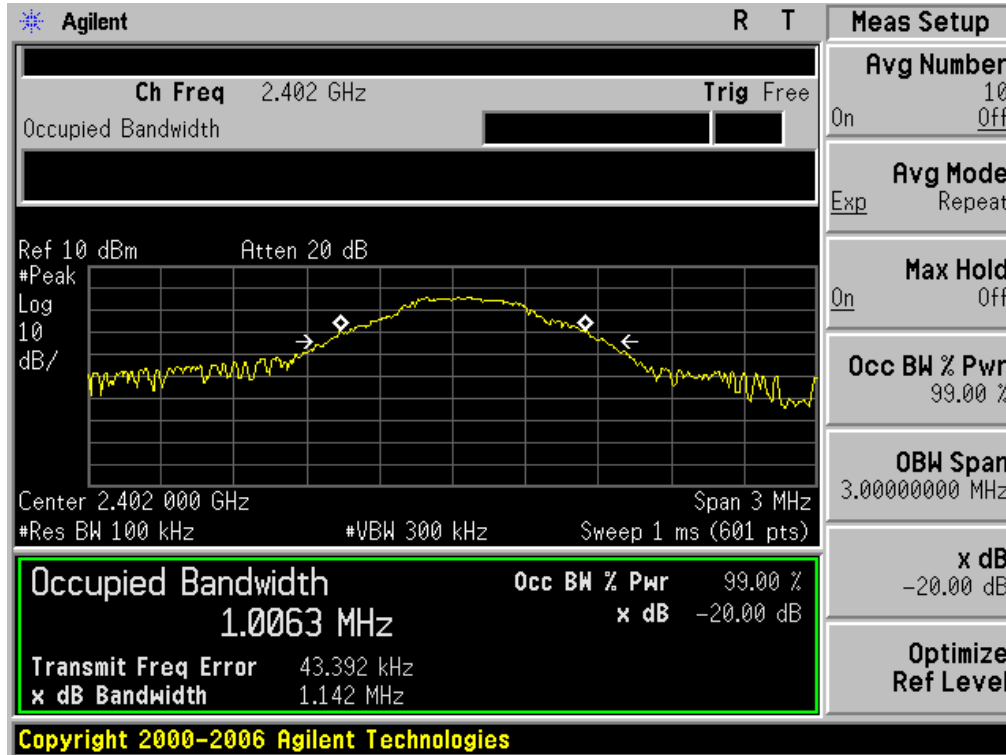 Agilent R T
Ch Freq 2.402 GHz Trig Free
Occupied Bandwidth
Ref 10 dBm Atten 20 dB
#Peak
Log
10
dB/
Center 2.402 000 GHz Span 3 MHz
#Res BW 100 kHz #VBW 300 kHz Sweep 1 ms (601 pts)
Occupied Bandwidth
1.0063 MHz
Occ BW % Pwr 99.00 %
x dB -20.00 dB
Transmit Freq Error 43.392 kHz
x dB Bandwidth 1.142 MHz
Copyright 2000-2006 Agilent Technologies
Meas Setup
Avg Number
10
On Off
Avg Mode
Exp Repeat
Max Hold
On Off
Occ BW % Pwr
99.00 %
OBW Span
3.00000000 MHz
x dB
-20.00 dB
Optimize
Ref Level